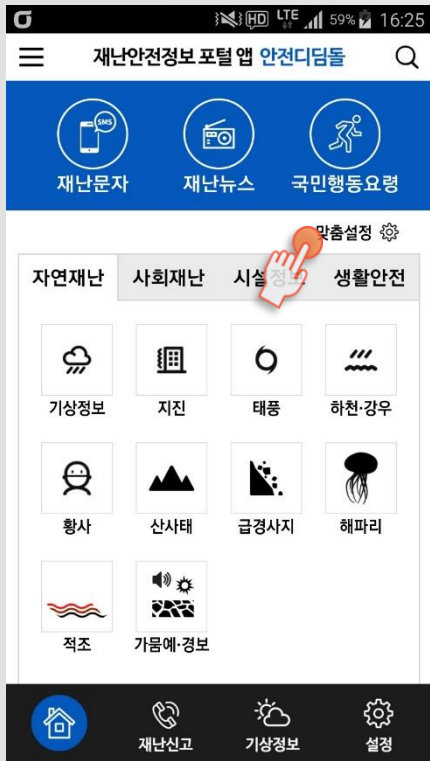 HD LTE 59% 16:25
재난안전정보 포털 앱 안전디딤돌
SMS
재난문자 재난뉴스 국민행동요령
맞춤설정
자연재난 사회재난 시설정보 생활안전
기상정보 지진 태풍 하천·강우
황사 산사태 급경사지 해파리
적조 가뭄예·경보
재난신고 기상정보 설정